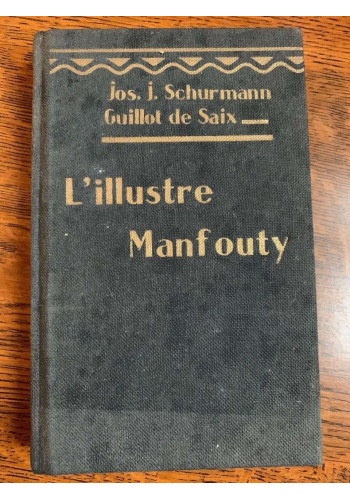 Jos. J. Schurmann
Guillot de Saix
L'illustre
Manfouty